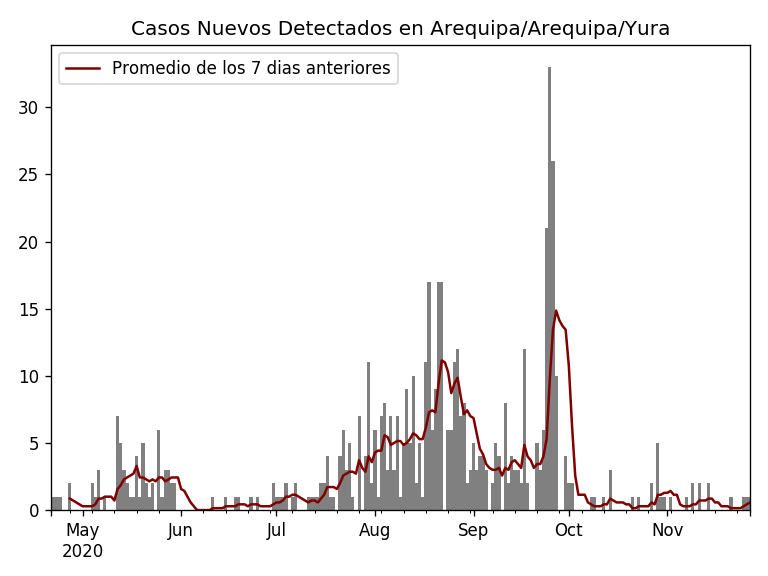 Casos Nuevos Detectados en Arequipa/Arequipa/Yura
Promedio de los 7 dias anteriores
30
25
20
15
10
5
0
May Jun Jul Aug Sep Oct Nov
2020